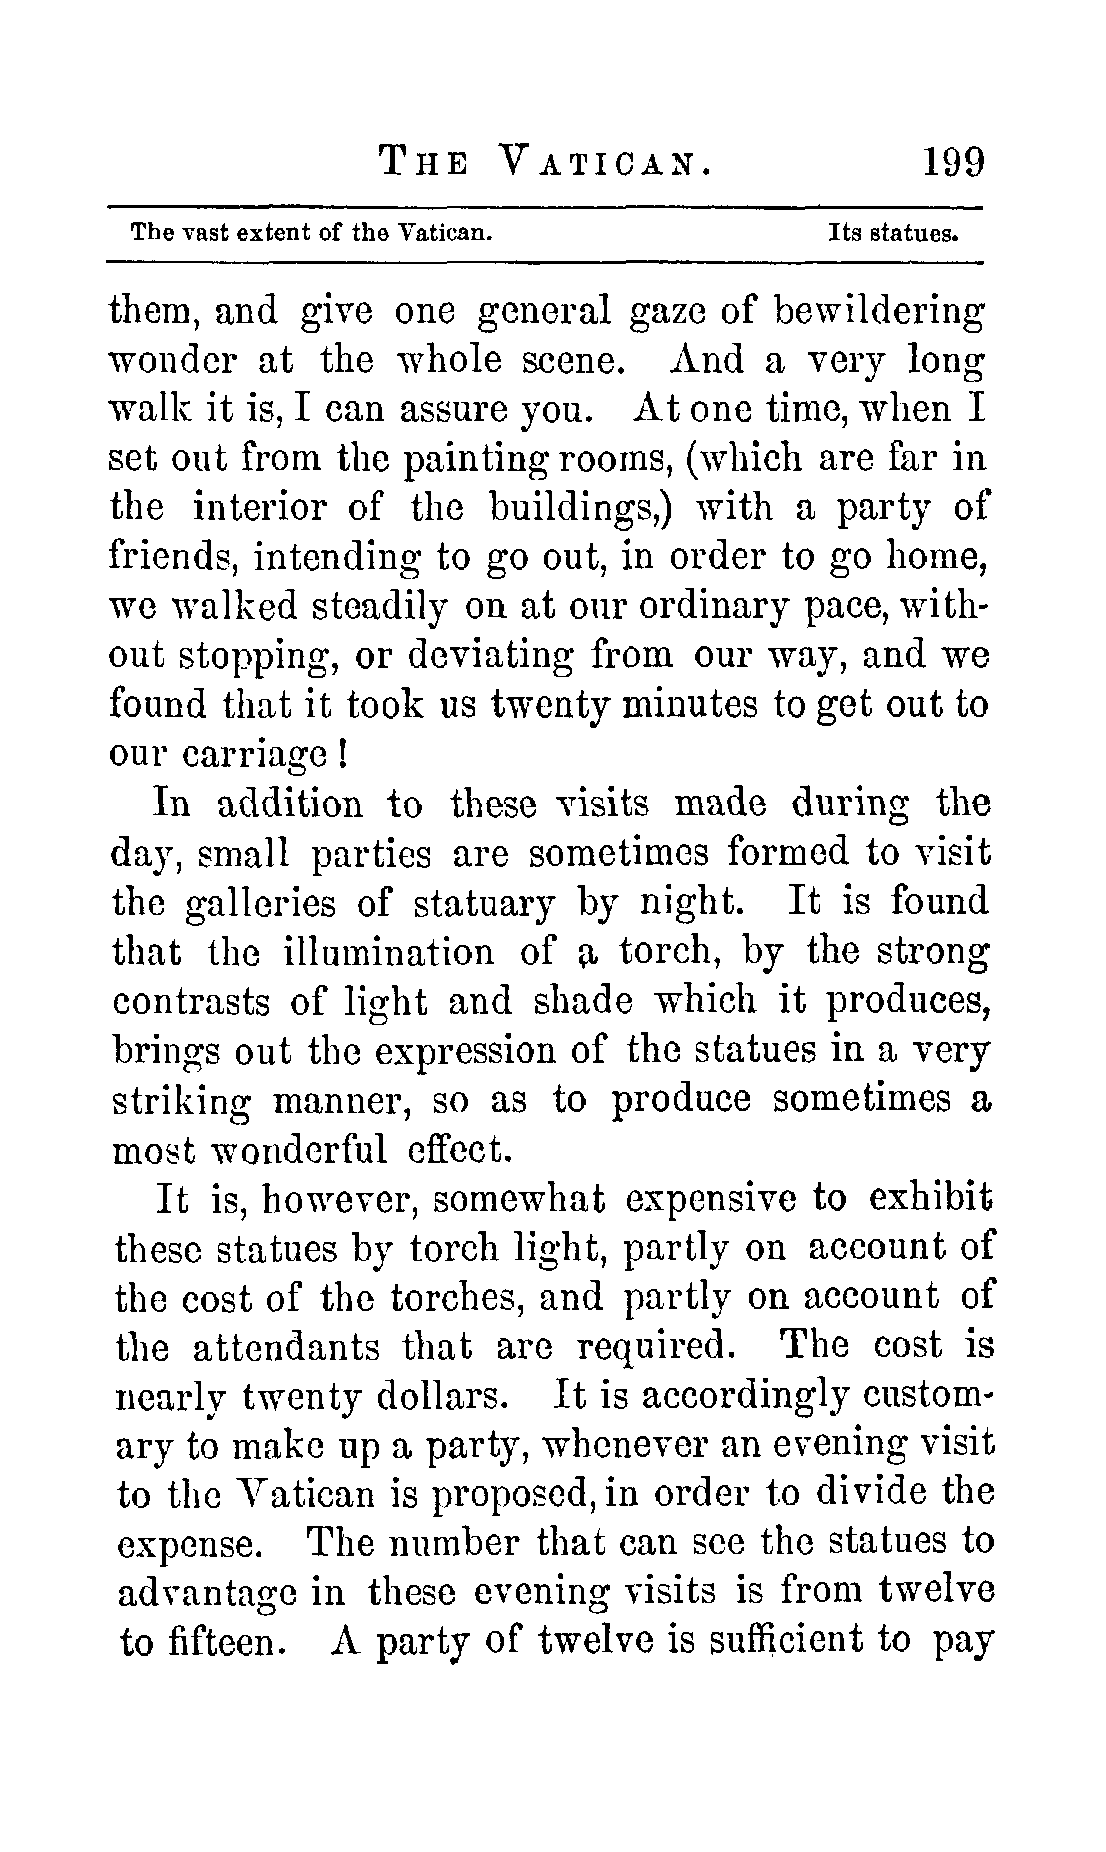 THE VATICAN. 199
The vast extent of the Vatican. Its statues.
them, and give one general gaze of bewildering
wonder at the whole scene. And a very long
walk it is, I can assure you. At one time, when I
set out from the painting rooms, (which are far in
the interior of the buildings,) with a party of
friends, intending to go out, in order to go home,
we walked steadily on at our ordinary pace, with-
out stopping, or deviating from our way, and we
found that it took us twenty minutes to get out to
our carriage!
In addition to these visits made during the
day, small parties are sometimes formed to visit
the galleries of statuary by night. It is found
that the illumination of a torch, by the strong
contrasts of light and shade which it produces,
brings out the expression of the statues in a very
striking manner, so as to produce sometimes a
most wonderful effect.
It is, however, somewhat expensive to exhibit
these statues by torch light, partly on account of
the cost of the torches, and partly on account of
the attendants that are required. The cost is
nearly twenty dollars. It is accordingly custom-
ary to make up a party, whenever an evening visit
to the Vatican is proposed, in order to divide the
expense. The number that can see the statues to
advantage in these evening visits is from twelve
to fifteen. A party of twelve is sufficient to pay